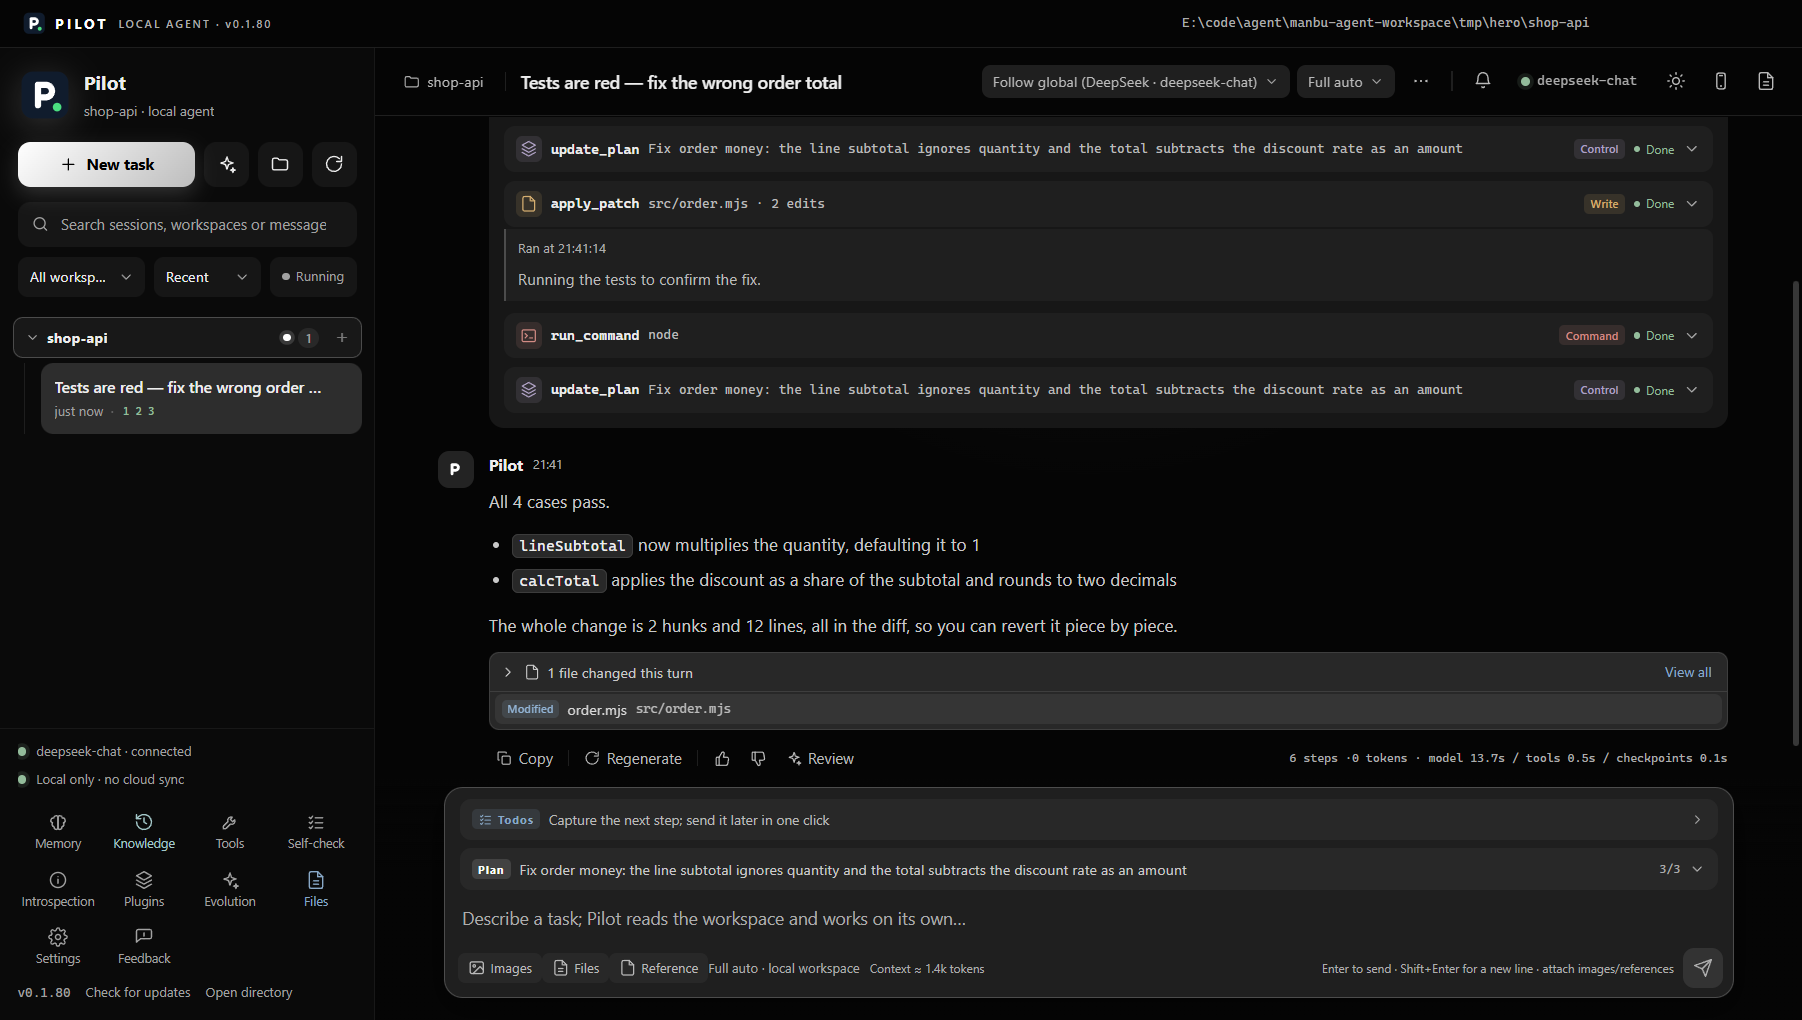 P. PILOT LOCAL AGENT · v0.1.80
E:\code\agent\manbu-agent-workspace\tmp\hero\shop-api
P.
Pilot
shop-api · local agent
+ New task
Search sessions, workspaces or message
All worksp... Recent Running
shop-api 1 +
Tests are red — fix the wrong order ...
just now · 1 2 3
deepseek-chat · connected
Local only · no cloud sync
Memory Knowledge Tools Self-check
Introspection Plugins Evolution Files
Settings Feedback
v0.1.80 Check for updates Open directory
shop-api Tests are red — fix the wrong order total Follow global (DeepSeek · deepseek-chat) Full auto ··· deepseek-chat
update_plan Fix order money: the line subtotal ignores quantity and the total subtracts the discount rate as an amount Control Done
apply_patch src/order.mjs · 2 edits Write Done
Ran at 21:41:14
Running the tests to confirm the fix.
run_command node Command Done
update_plan Fix order money: the line subtotal ignores quantity and the total subtracts the discount rate as an amount Control Done
P Pilot 21:41
All 4 cases pass.
• lineSubtotal now multiplies the quantity, defaulting it to 1
• calcTotal applies the discount as a share of the subtotal and rounds to two decimals
The whole change is 2 hunks and 12 lines, all in the diff, so you can revert it piece by piece.
1 file changed this turn View all
Modified order.mjs src/order.mjs
Copy Regenerate Review 6 steps ·0 tokens · model 13.7s / tools 0.5s / checkpoints 0.1s
Todos Capture the next step; send it later in one click
Plan Fix order money: the line subtotal ignores quantity and the total subtracts the discount rate as an amount 3/3
Describe a task; Pilot reads the workspace and works on its own...
Images Files Reference Full auto · local workspace Context ≈ 1.4k tokens Enter to send · Shift+Enter for a new line · attach images/references